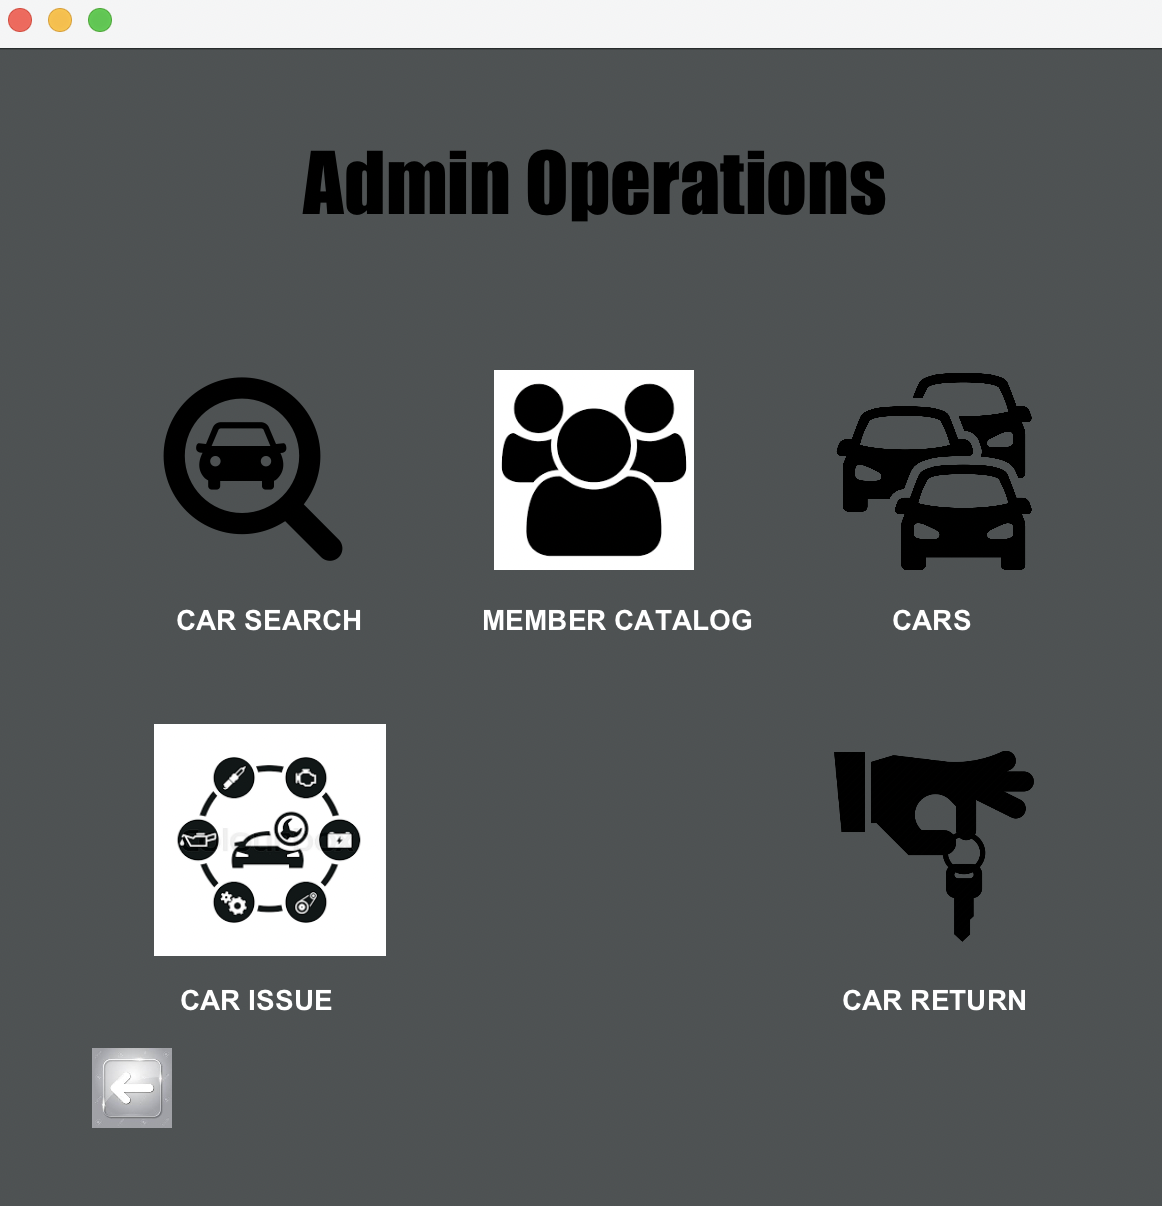 Admin Operations
CAR SEARCH
MEMBER CATALOG
CARS
CAR ISSUE
CAR RETURN